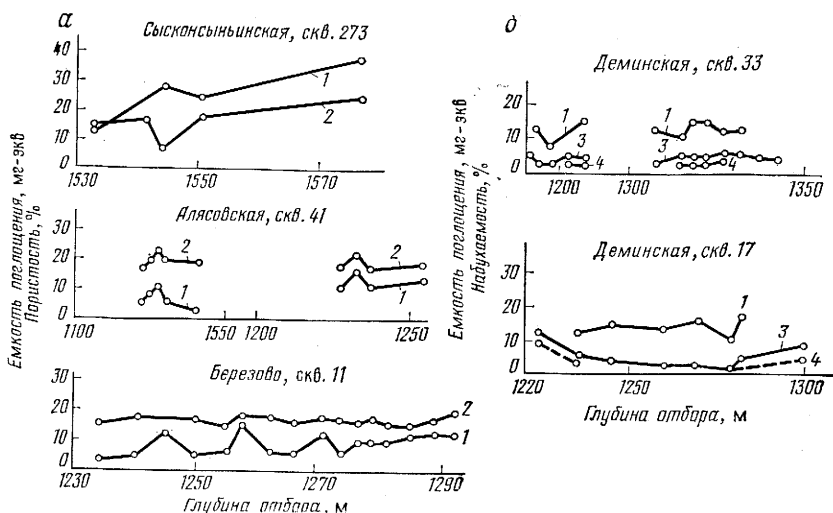 а
Сысконсыньинская, скв. 273
40
30
20
10
0
1
2
1530 1550 1570
Емкость поглощения, мг-экв
Пористость, %
Алясовская, скв. 41
30
20
10
0
2
1
2
1
1100 1550 1200 1250
Березово, скв. 11
30
20
10
0
2
1
1230 1250 1270 1290
Глубина отбора, м
δ
Деминская, скв. 33
20
10
0
1
3
4
1
3
4
1200 1300 1350
Емкость поглощения, мг-экв
Набухаемость, %
Деминская, скв. 17
30
20
10
0
1
3
4
1220 1250 1300
Глубина отбора, м